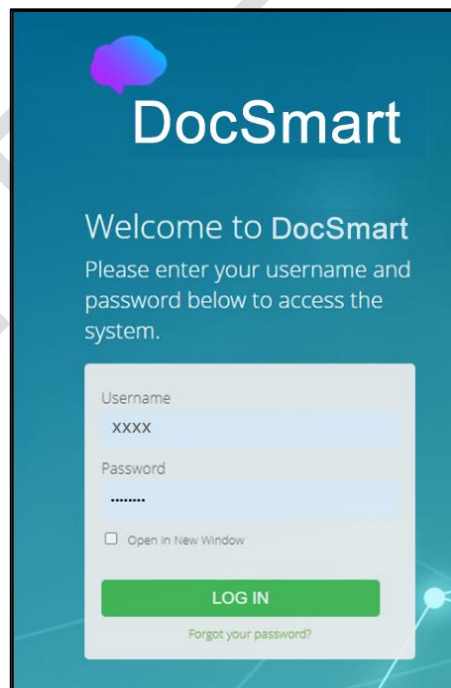 DocSmart
Welcome to DocSmart
Please enter your username and
password below to access the
system.
Username
XXXX
Password
••••••••
Open in New Window
LOG IN
Forgot your password?